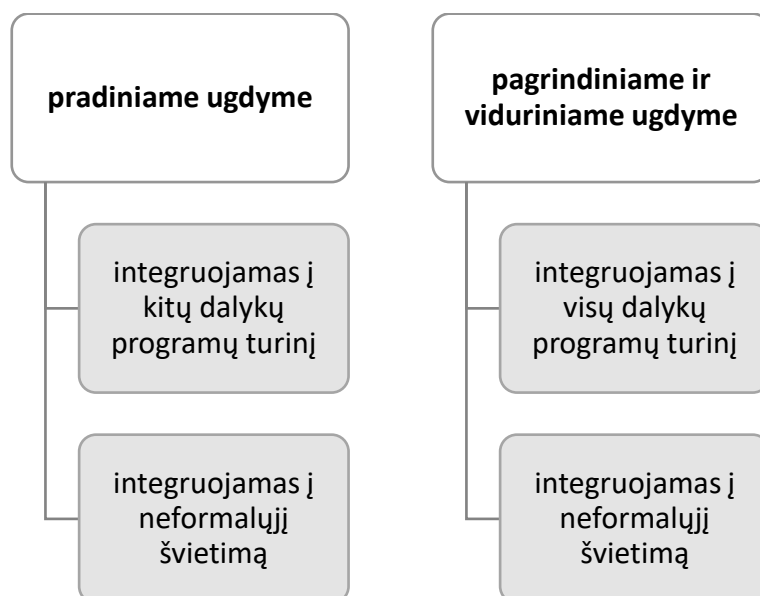 pradiniame ugdyme
integruojamas į
kitų dalykų
programų turinį
integruojamas į
neformalųjį
švietimą
pagrindiniame ir
viduriniame ugdyme
integruojamas į
visų dalykų
programų turinį
integruojamas į
neformalųjį
švietimą